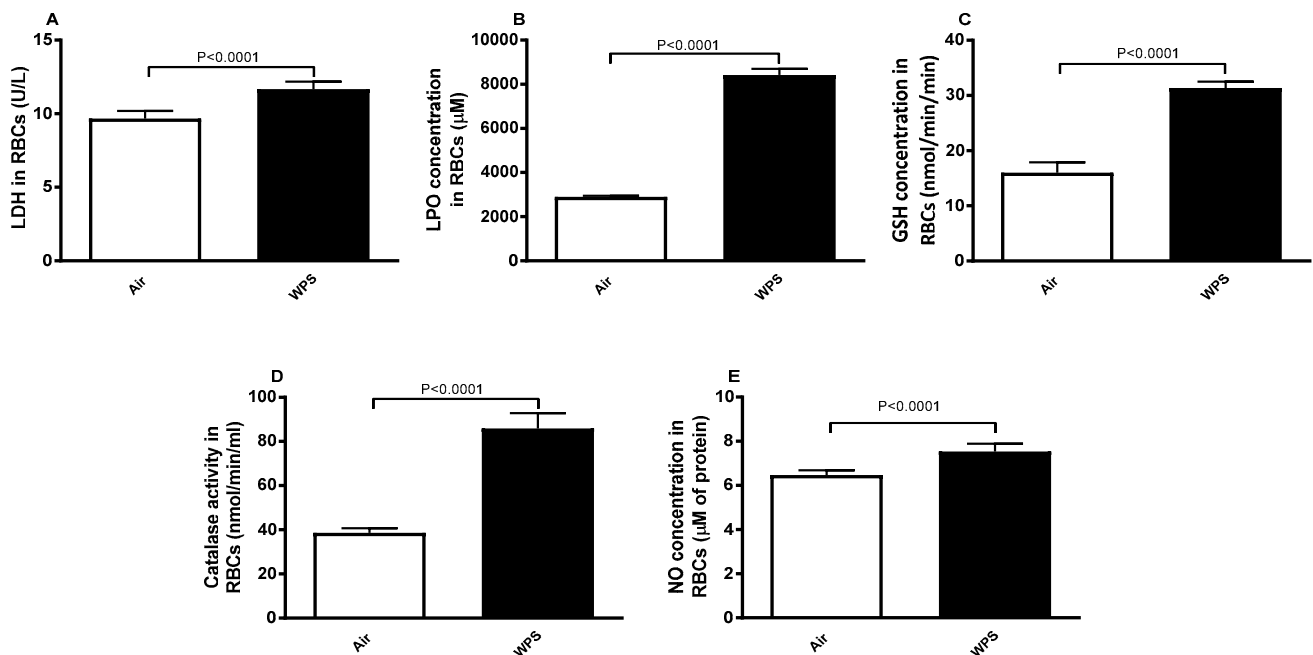 A
LDH in RBCs (U/L)
15
10
5
0
P<0.0001
Air
WPS
B
LPO concentration
in RBCs (µM)
10000
8000
6000
4000
2000
0
P<0.0001
Air
WPS
C
GSH concentration in
RBCs (nmol/min/min)
40
30
20
10
0
P<0.0001
Air
WPS
D
Catalase activity in
RBCs (nmol/min/ml)
100
80
60
40
20
0
P<0.0001
Air
WPS
E
NO concentration in
RBCs (µM of protein)
10
8
6
4
2
0
P<0.0001
Air
WPS